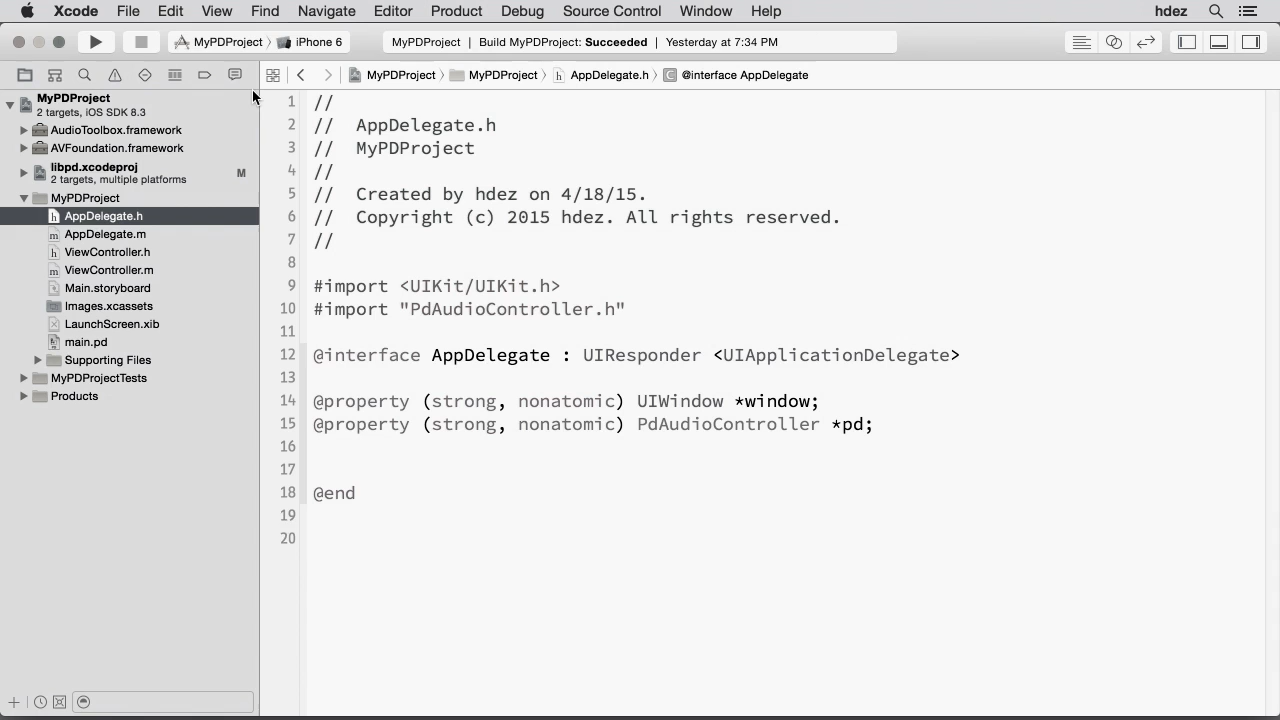 Xcode File Edit View Find Navigate Editor Product Debug Source Control Window Help hdez
MyPDProject iPhone 6 MyPDProject | Build MyPDProject: Succeeded | Yesterday at 7:34 PM
MyPDProject MyPDProject AppDelegate.h @interface AppDelegate
MyPDProject
2 targets, iOS SDK 8.3
AudioToolbox.framework
AVFoundation.framework
libpd.xcodeproj M
2 targets, multiple platforms
MyPDProject
AppDelegate.h
AppDelegate.m
ViewController.h
ViewController.m
Main.storyboard
Images.xcassets
LaunchScreen.xib
main.pd
Supporting Files
MyPDProjectTests
Products
1 //
2 //  AppDelegate.h
3 //  MyPDProject
4 //
5 //  Created by hdez on 4/18/15.
6 //  Copyright (c) 2015 hdez. All rights reserved.
7 //
8
9 #import <UIKit/UIKit.h>
10 #import "PdAudioController.h"
11
12 @interface AppDelegate : UIResponder <UIApplicationDelegate>
13
14 @property (strong, nonatomic) UIWindow *window;
15 @property (strong, nonatomic) PdAudioController *pd;
16
17
18 @end
19
20